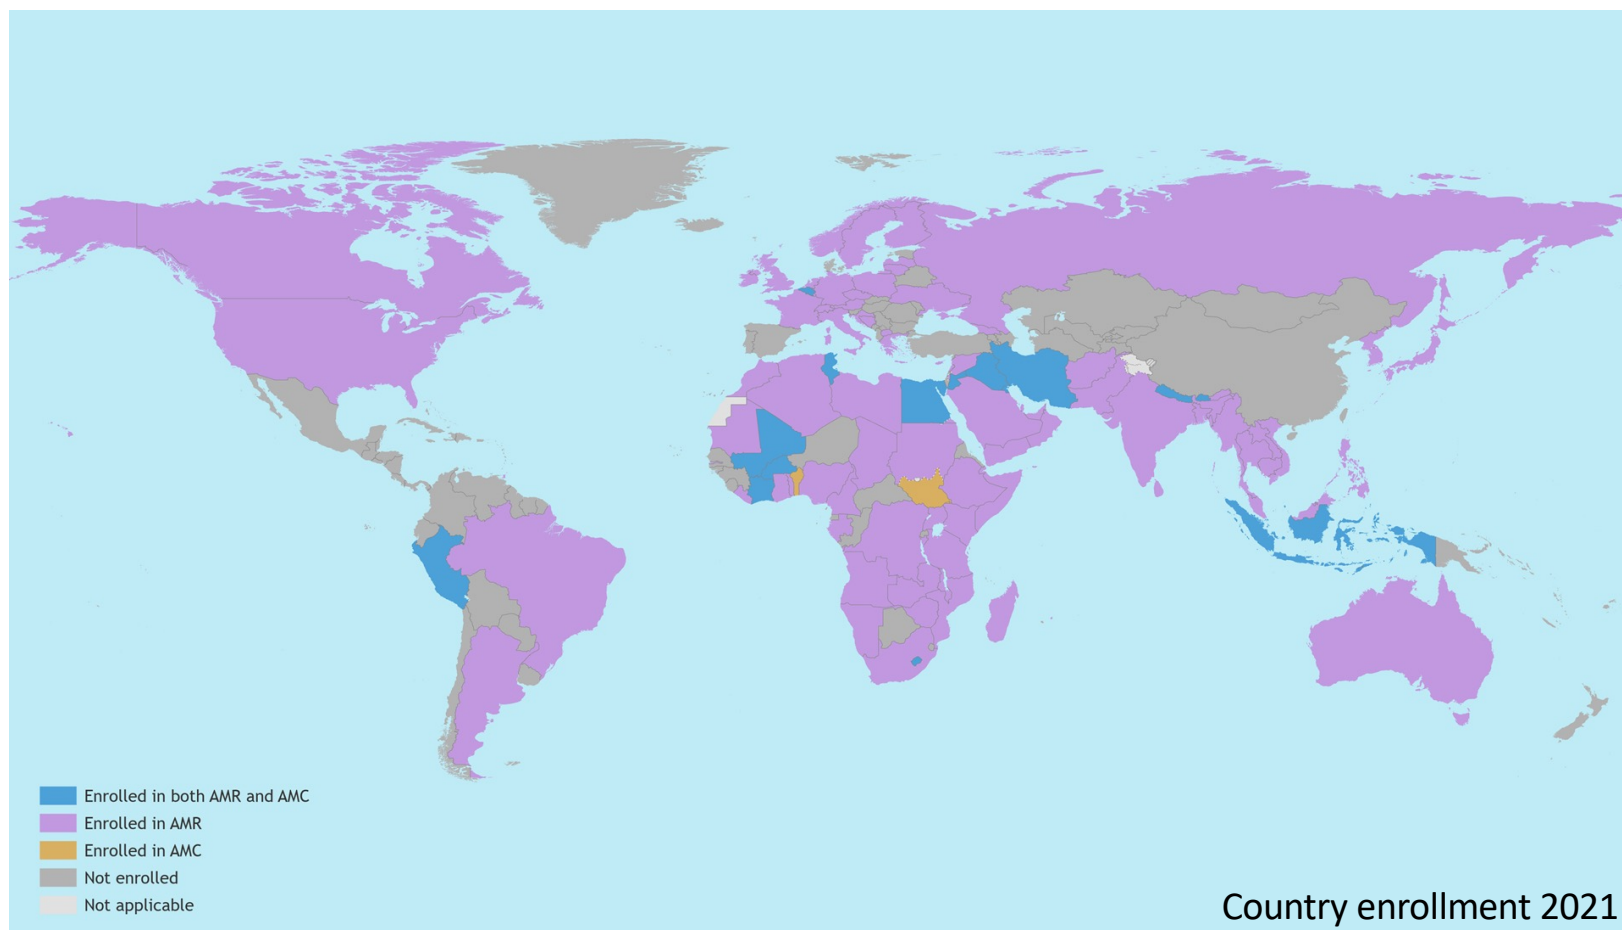 Enrolled in both AMR and AMC
Enrolled in AMR
Enrolled in AMC
Not enrolled
Not applicable
Country enrollment 2021